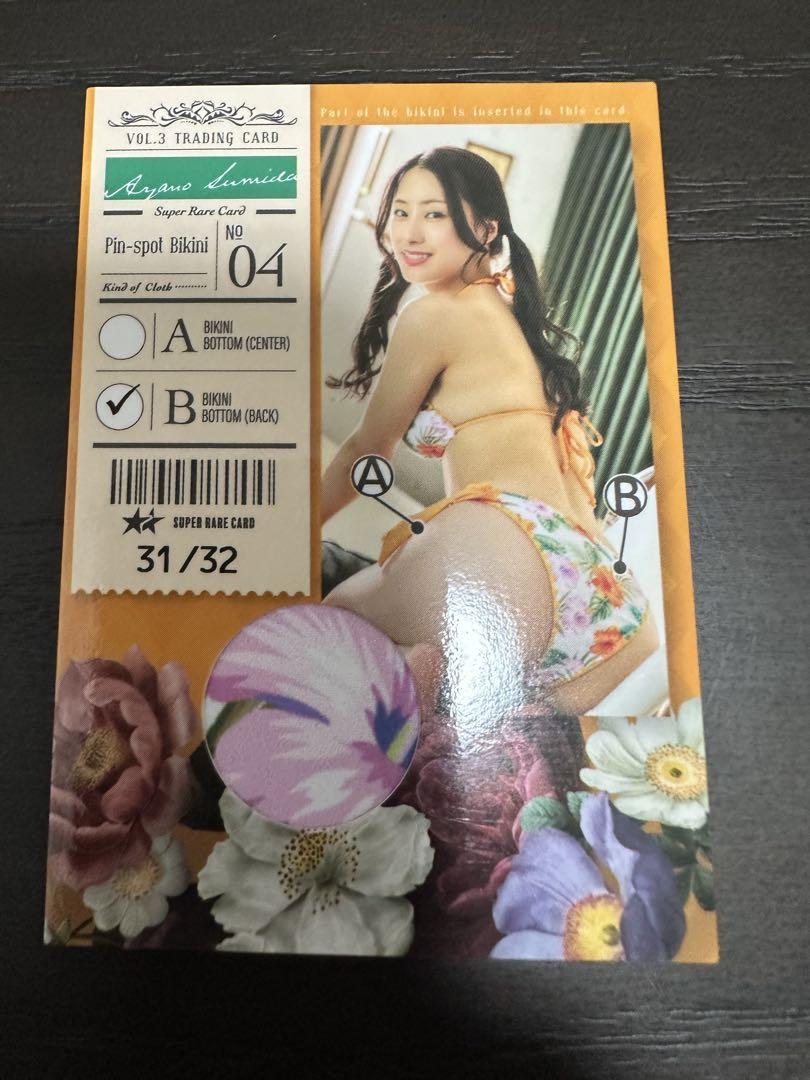 Part of the bikini is inserted in this card.
VOL.3 TRADING CARD
Ayano Sumida
Super Rare Card
Pin-spot Bikini
№ 04
Kind of Cloth ··········
A BIKINI
BOTTOM (CENTER)
B BIKINI
BOTTOM (BACK)
SUPER RARE CARD
31/32
A
B